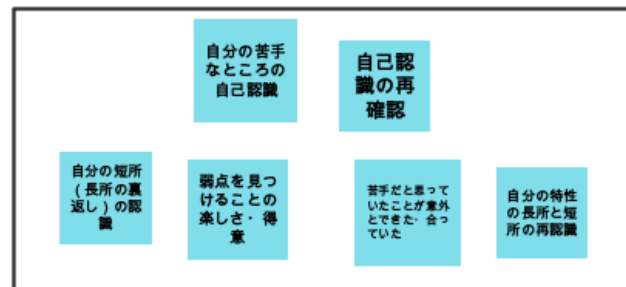 自分の苦手
なところの
自己認識
自己認
識の再
確認
自分の短所
（長所の裏
返し）の認
識
弱点を見つ
けることの
楽しさ・得
意
苦手だと思って
いたことが意外
とできた・合っ
ていた
自分の特性
の長所と短
所の再認識